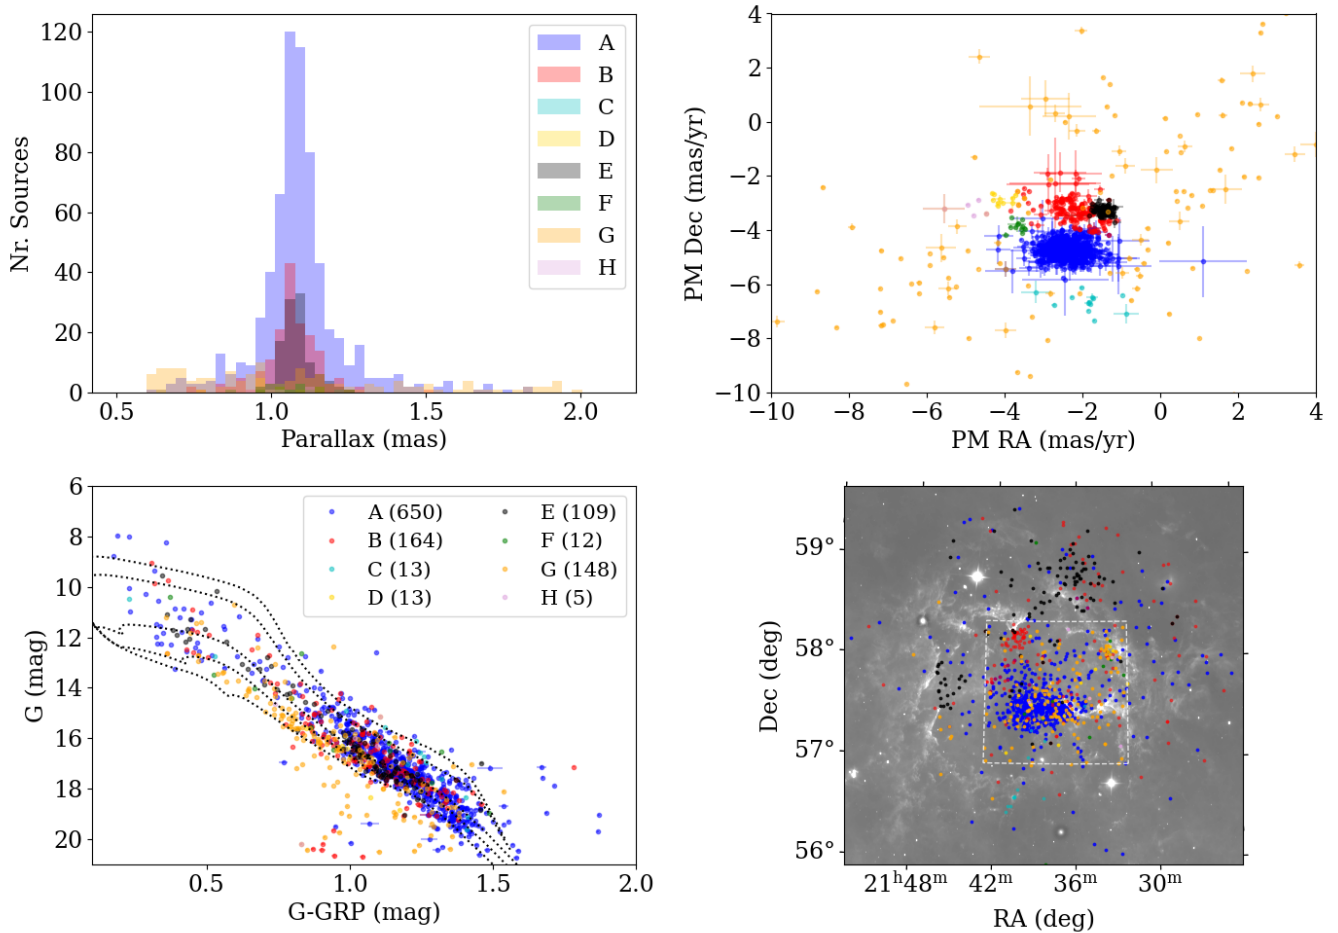 120
100
80
60
40
20
0
Nr. Sources
0.5
1.0
1.5
2.0
Parallax (mas)
A
B
C
D
E
F
G
H
4
2
0
−2
−4
−6
−8
−10
PM Dec (mas/yr)
−10
−8
−6
−4
−2
0
2
4
PM RA (mas/yr)
6
8
10
12
14
16
18
20
G (mag)
0.5
1.0
1.5
2.0
G-GRP (mag)
A (650)
B (164)
C (13)
D (13)
E (109)
F (12)
G (148)
H (5)
59°
58°
57°
56°
Dec (deg)
21ʰ48ᵐ
42ᵐ
36ᵐ
30ᵐ
RA (deg)